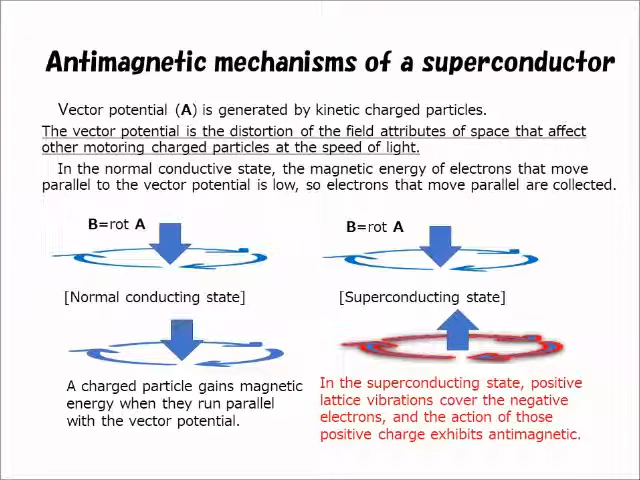 Antimagnetic mechanisms of a superconductor
Vector potential (A) is generated by kinetic charged particles.
The vector potential is the distortion of the field attributes of space that affect
other motoring charged particles at the speed of light.
In the normal conductive state, the magnetic energy of electrons that move
parallel to the vector potential is low, so electrons that move parallel are collected.
B=rot A
B=rot A
[Normal conducting state]
[Superconducting state]
A charged particle gains magnetic
energy when they run parallel
with the vector potential.
In the superconducting state, positive
lattice vibrations cover the negative
electrons, and the action of those
positive charge exhibits antimagnetic.